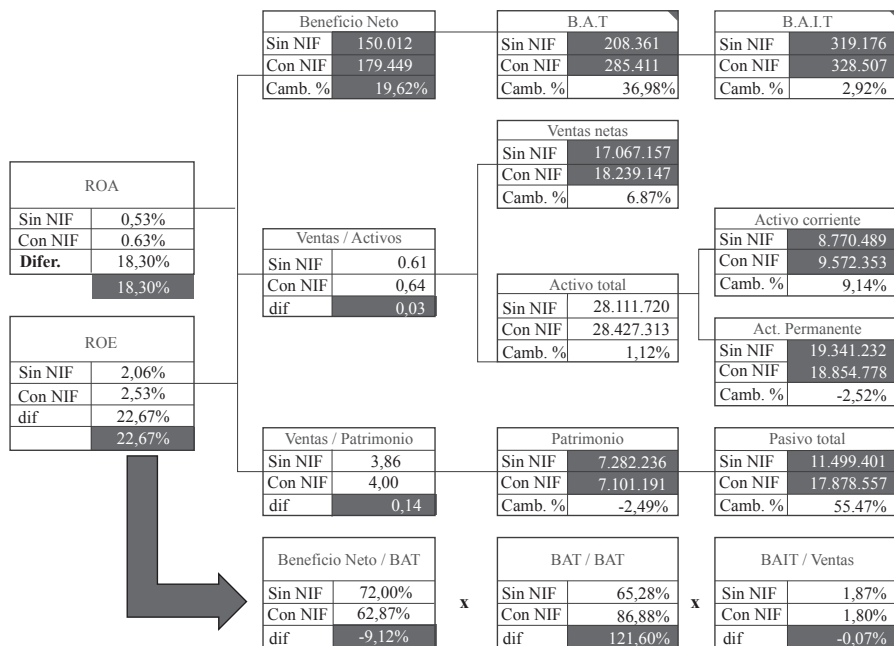 Beneficio Neto
Sin NIF 150.012
Con NIF 179.449
Camb. % 19,62%
B.A.T
Sin NIF 208.361
Con NIF 285.411
Camb. % 36,98%
B.A.I.T
Sin NIF 319.176
Con NIF 328.507
Camb. % 2,92%
Ventas netas
Sin NIF 17.067.157
Con NIF 18.239.147
Camb. % 6.87%
ROA
Sin NIF 0,53%
Con NIF 0.63%
Difer. 18,30%
18,30%
Ventas / Activos
Sin NIF 0.61
Con NIF 0,64
dif 0,03
Activo total
Sin NIF 28.111.720
Con NIF 28.427.313
Camb. % 1,12%
Activo corriente
Sin NIF 8.770.489
Con NIF 9.572.353
Camb. % 9,14%
Act. Permanente
Sin NIF 19.341.232
Con NIF 18.854.778
Camb. % -2,52%
ROE
Sin NIF 2,06%
Con NIF 2,53%
dif 22,67%
22,67%
Ventas / Patrimonio
Sin NIF 3,86
Con NIF 4,00
dif 0,14
Patrimonio
Sin NIF 7.282.236
Con NIF 7.101.191
Camb. % -2,49%
Pasivo total
Sin NIF 11.499.401
Con NIF 17.878.557
Camb. % 55.47%
Beneficio Neto / BAT
Sin NIF 72,00%
Con NIF 62,87%
dif -9,12%
x
BAT / BAT
Sin NIF 65,28%
Con NIF 86,88%
dif 121,60%
x
BAIT / Ventas
Sin NIF 1,87%
Con NIF 1,80%
dif -0,07%